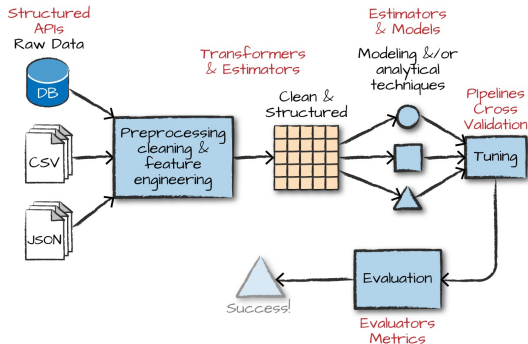 Structured
APIs
Raw Data
DB
CSV
JSON
Preprocessing
cleaning &
feature
engineering
Transformers
& Estimators
Clean &
Structured
Estimators
& Models
Modeling &/or
analytical
techniques
PIpelines
Cross
Validation
Tuning
Evaluation
Evaluators
Metrics
Success!